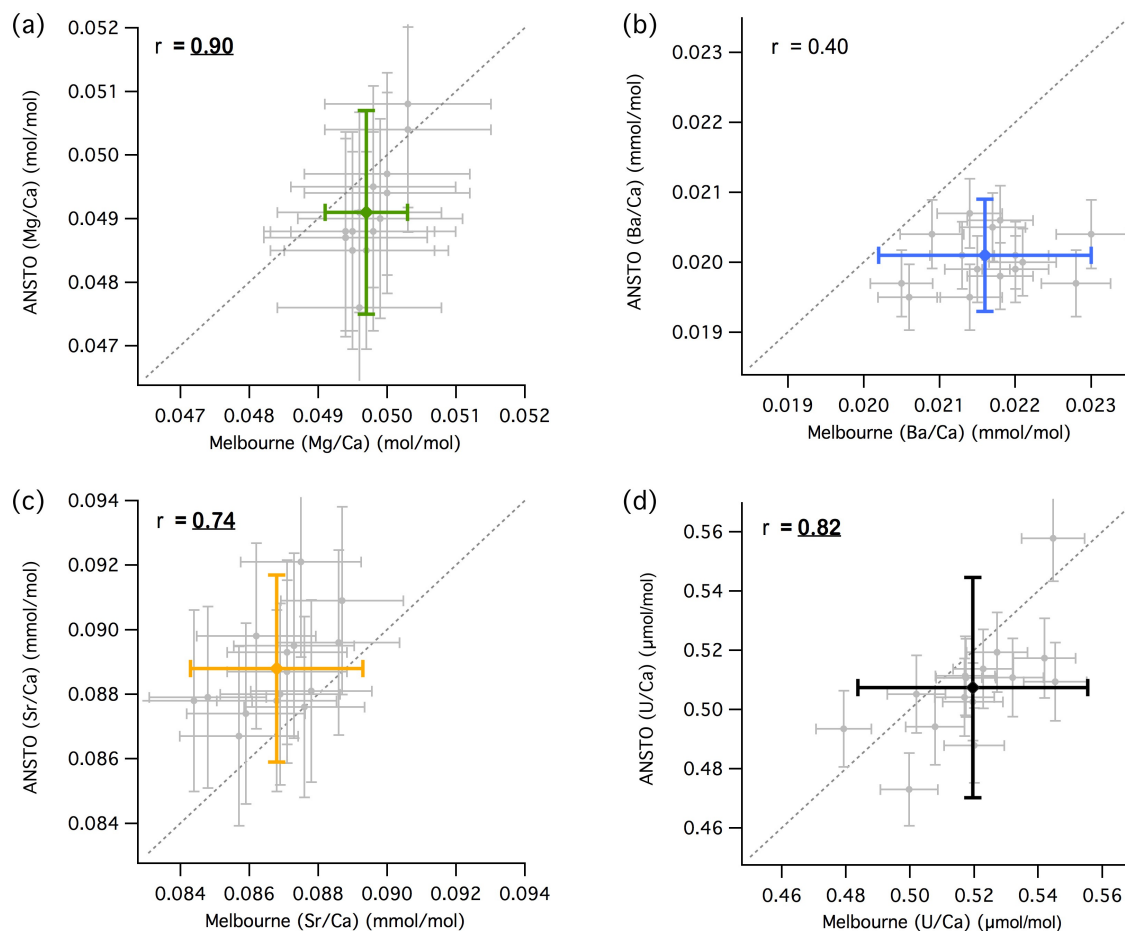 (a)
r = 0.90
0.052
0.051
0.050
0.049
0.048
0.047
ANSTO (Mg/Ca) (mol/mol)
0.047 0.048 0.049 0.050 0.051 0.052
Melbourne (Mg/Ca) (mol/mol)
(b)
r = 0.40
0.023
0.022
0.021
0.020
0.019
ANSTO (Ba/Ca) (mmol/mol)
0.019 0.020 0.021 0.022 0.023
Melbourne (Ba/Ca) (mmol/mol)
(c)
r = 0.74
0.094
0.092
0.090
0.088
0.086
0.084
ANSTO (Sr/Ca) (mmol/mol)
0.084 0.086 0.088 0.090 0.092 0.094
Melbourne (Sr/Ca) (mmol/mol)
(d)
r = 0.82
0.56
0.54
0.52
0.50
0.48
0.46
ANSTO (U/Ca) (µmol/mol)
0.46 0.48 0.50 0.52 0.54 0.56
Melbourne (U/Ca) (µmol/mol)